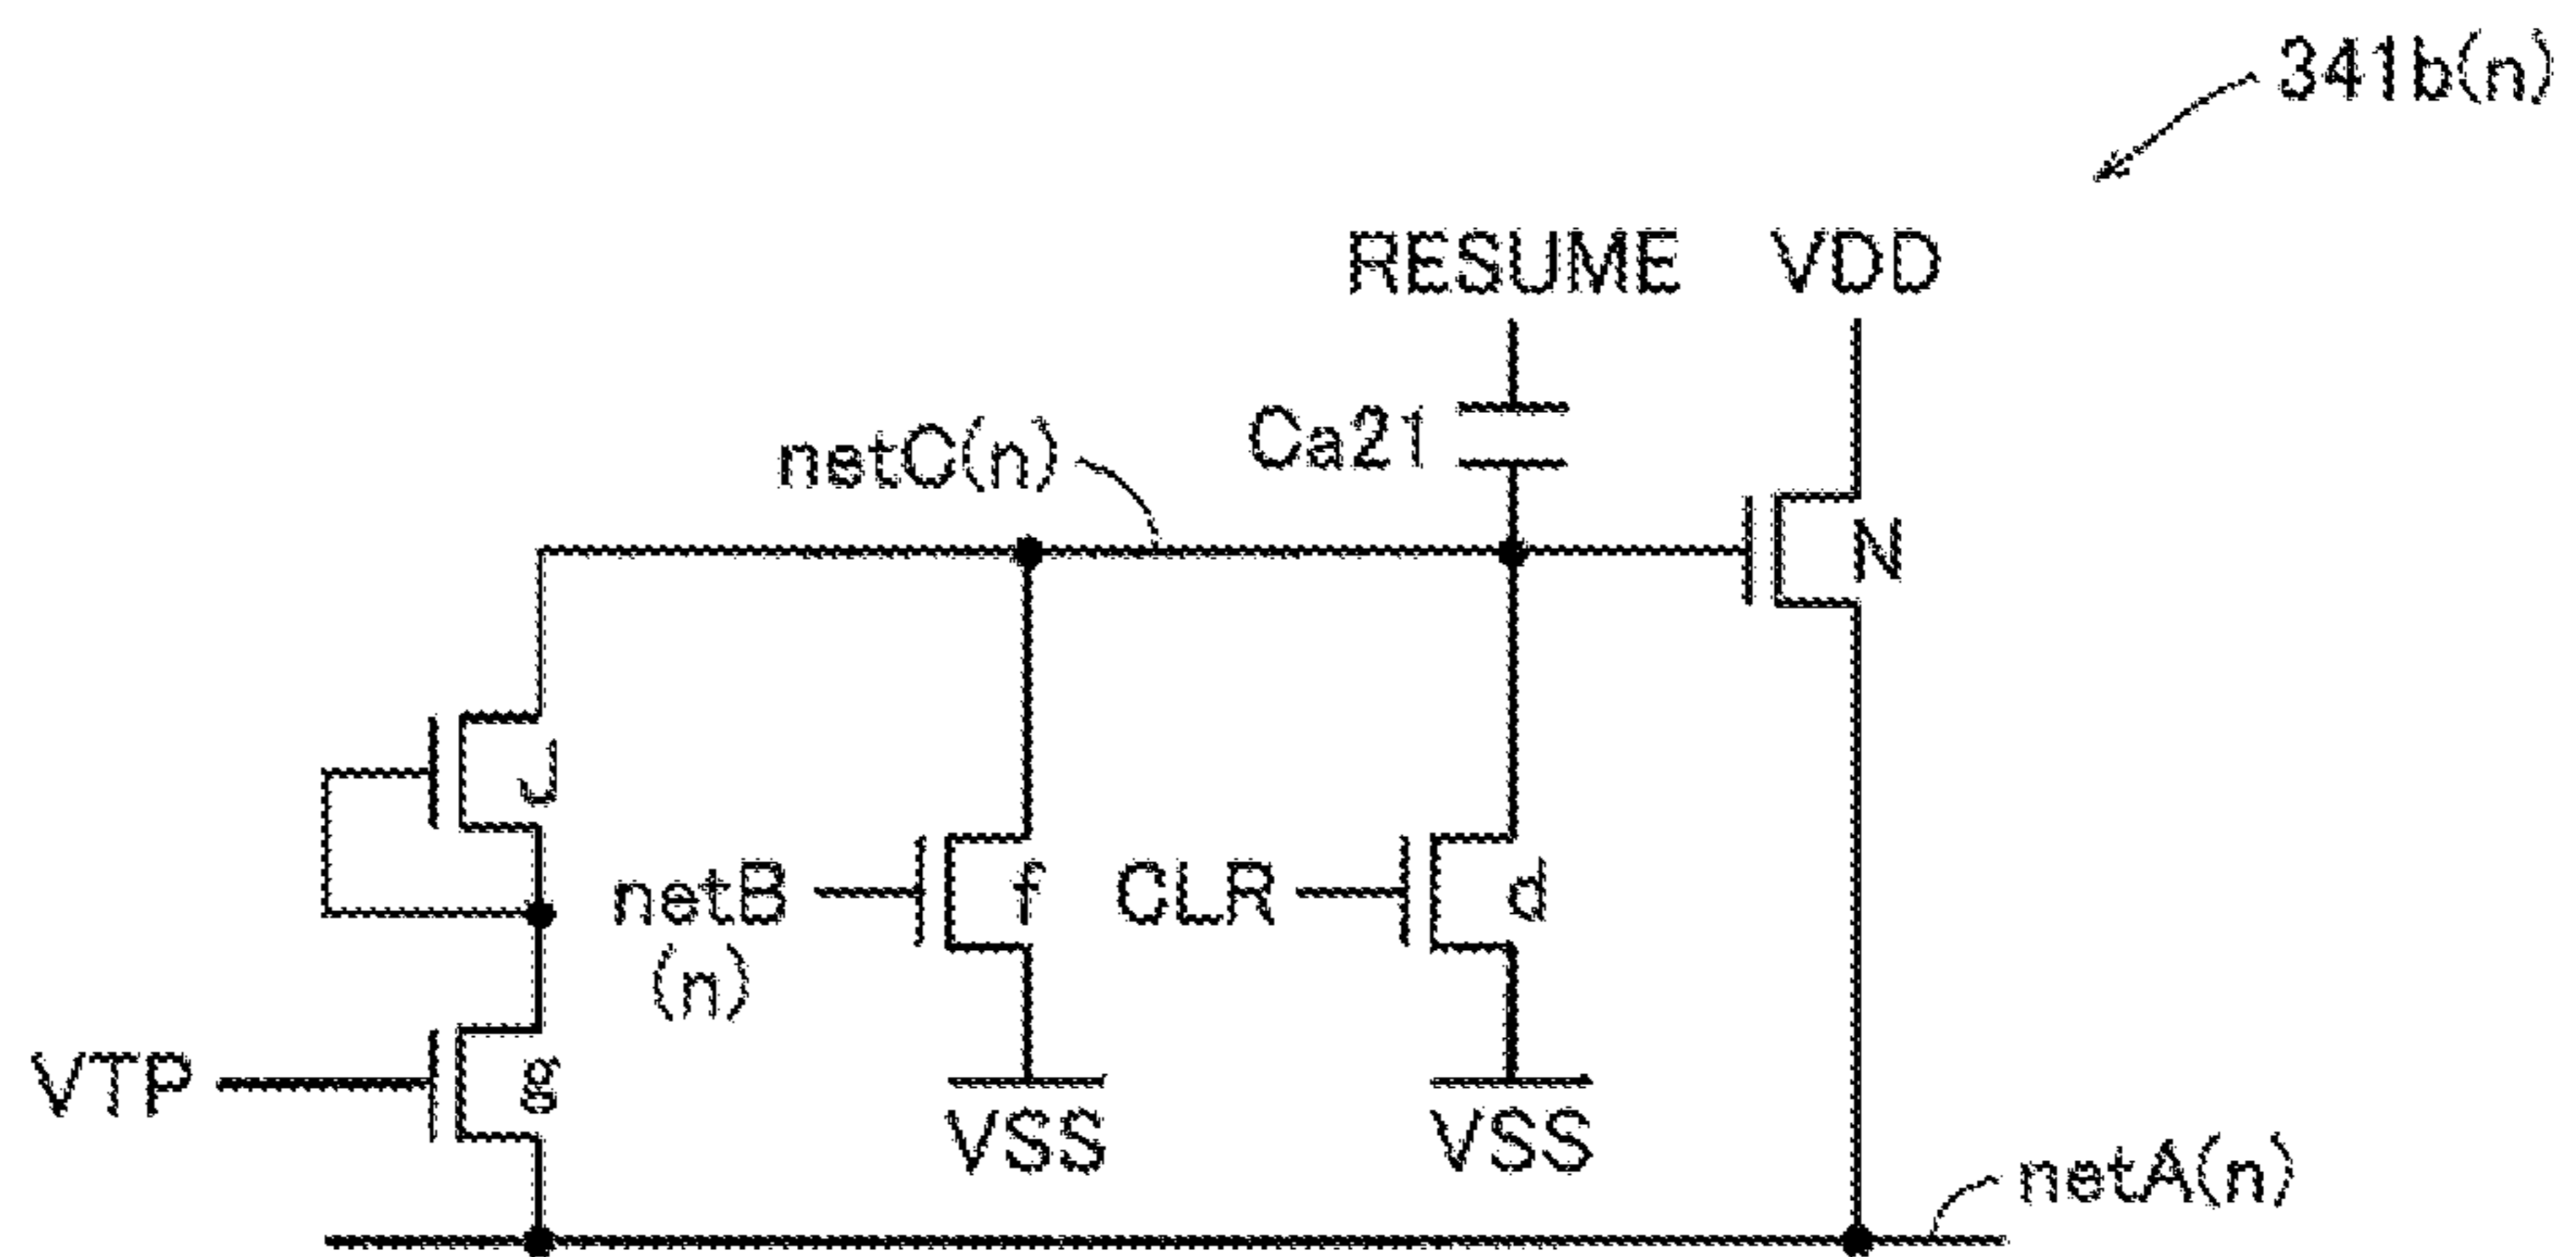 341b(n)
RESUME VDD
Ca21
netC(n)
N
J
netB
(n)
f
CLR
d
VTP
g
VSS
VSS
netA(n)